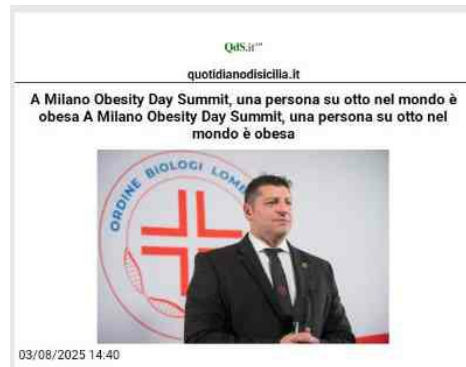 QdS.it
quotidianodisicilia.it
A Milano Obesity Day Summit, una persona su otto nel mondo è
obesa A Milano Obesity Day Summit, una persona su otto nel
mondo è obesa
ORDINE BIOLOGI
03/08/2025 14:40